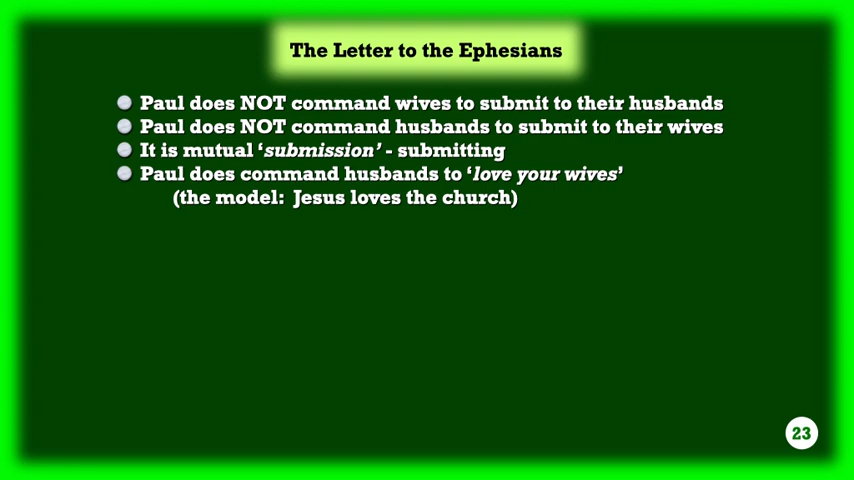 The Letter to the Ephesians
Paul does NOT command wives to submit to their husbands
Paul does NOT command husbands to submit to their wives
It is mutual ‘submission’ - submitting
Paul does command husbands to ‘love your wives’
(the model: Jesus loves the church)
23